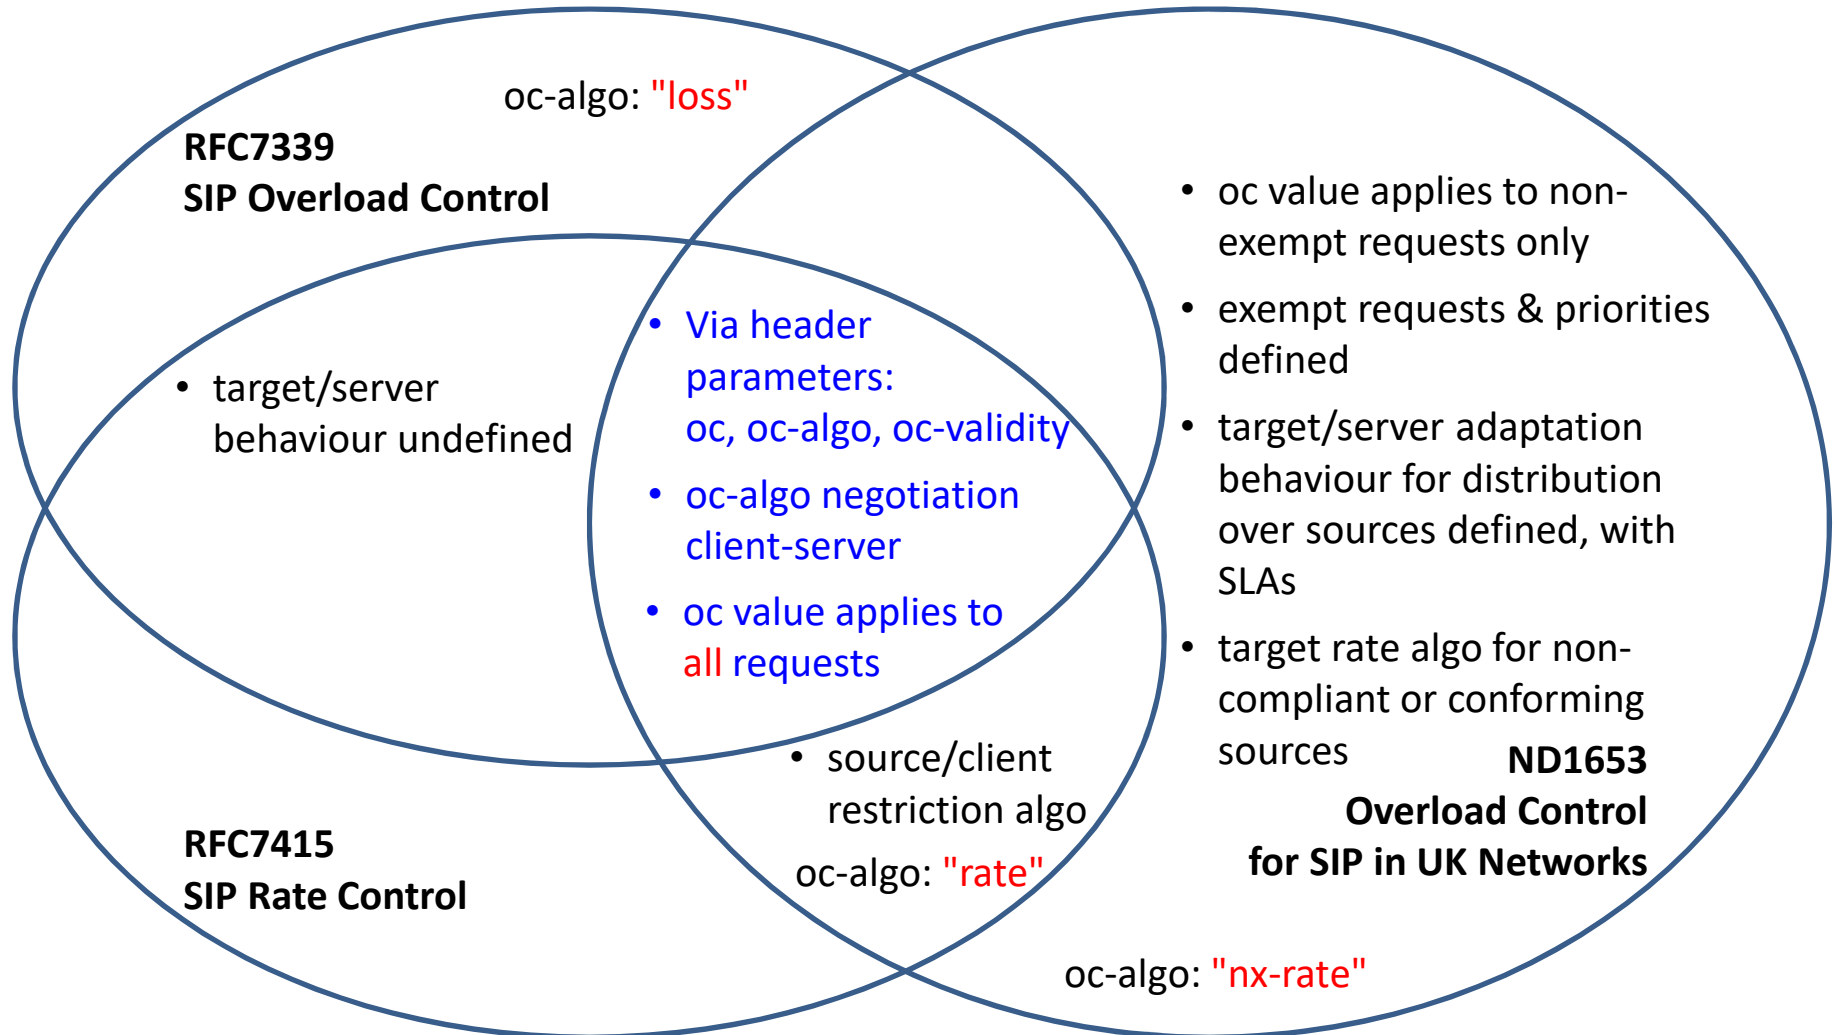 oc-algo: "loss"
RFC7339
SIP Overload Control
• target/server
behaviour undefined
• Via header
parameters:
oc, oc-algo, oc-validity
• oc-algo negotiation
client-server
• oc value applies to
all requests
• oc value applies to non-
exempt requests only
• exempt requests & priorities
defined
• target/server adaptation
behaviour for distribution
over sources defined, with
SLAs
• target rate algo for non-
compliant or conforming
sources
• source/client
restriction algo
oc-algo: "rate"
RFC7415
SIP Rate Control
ND1653
Overload Control
for SIP in UK Networks
oc-algo: "nx-rate"